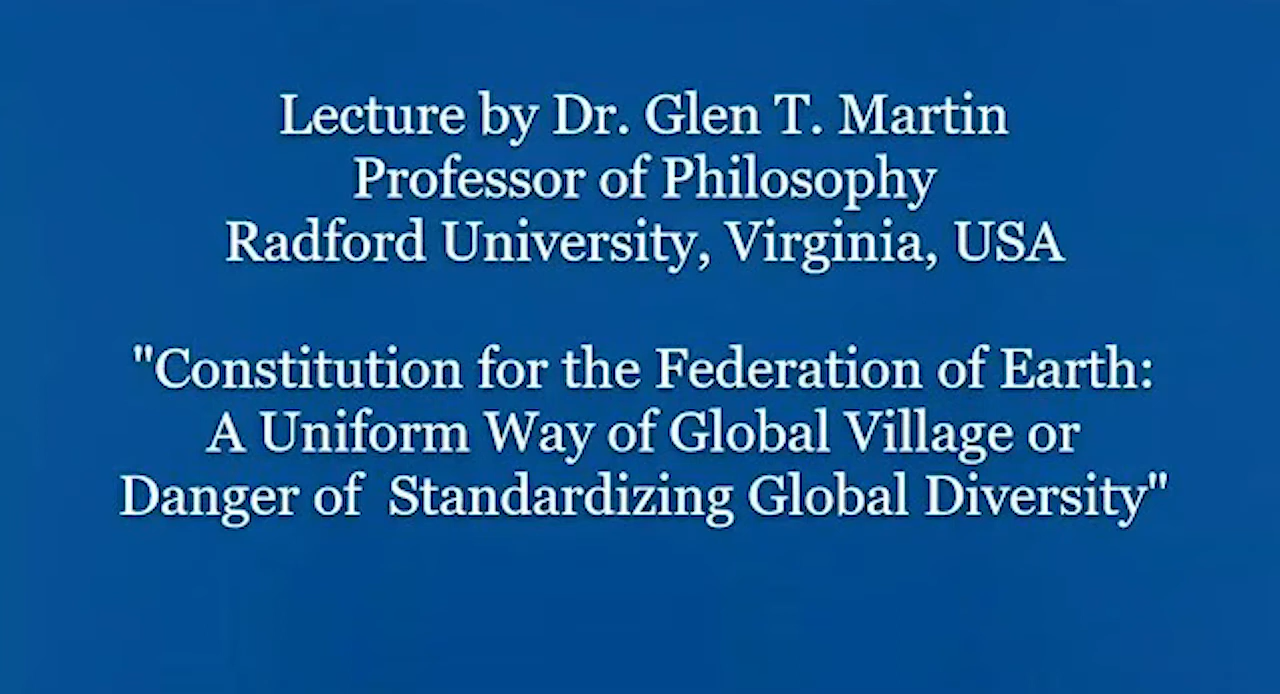 Lecture by Dr. Glen T. Martin
Professor of Philosophy
Radford University, Virginia, USA
"Constitution for the Federation of Earth:
A Uniform Way of Global Village or
Danger of  Standardizing Global Diversity"